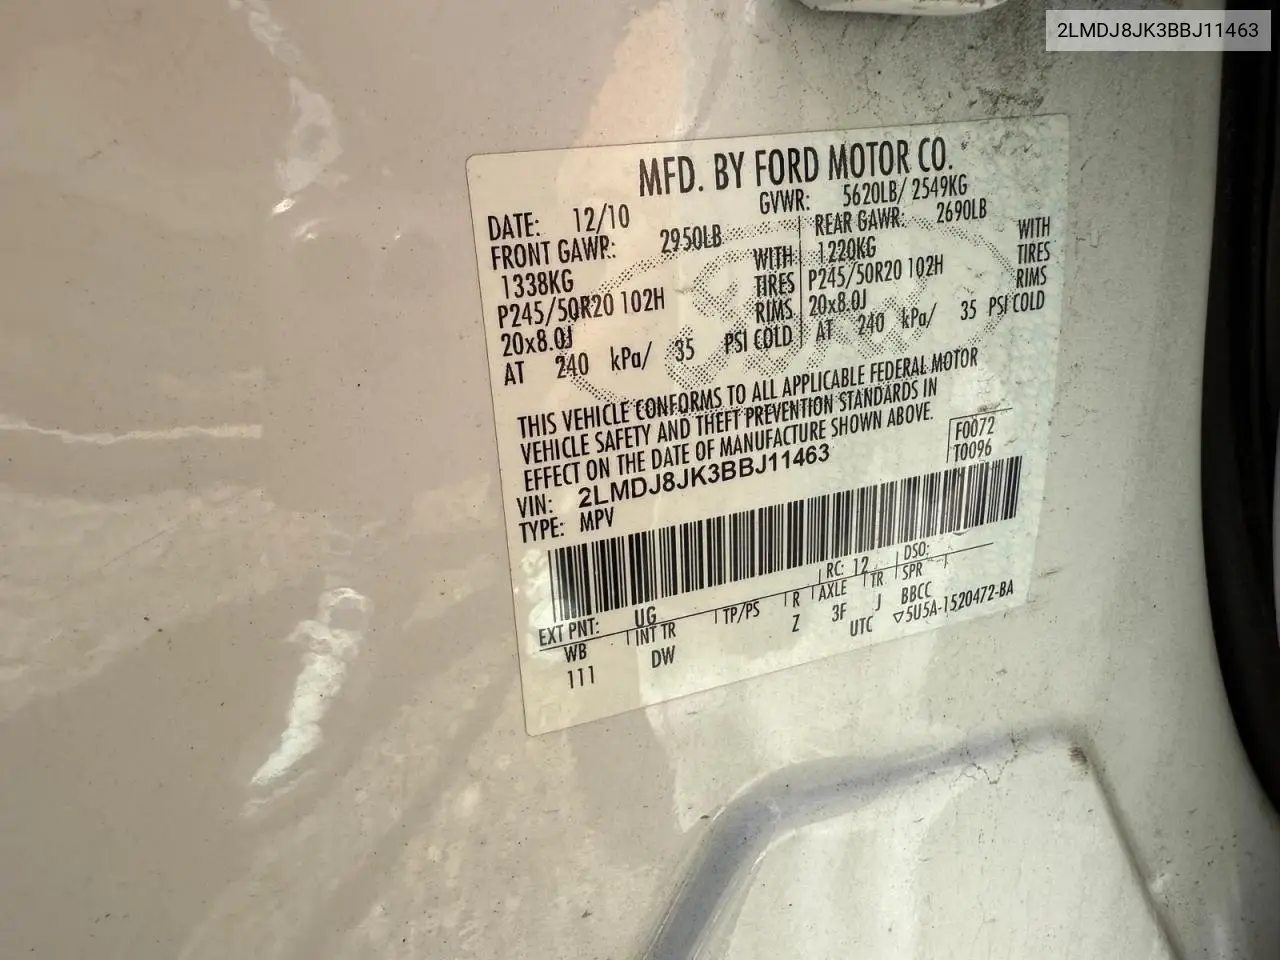 2LMDJ8JK3BBJ11463
MFD. BY FORD MOTOR CO.
DATE: 12/10 GVWR: 5620LB/ 2549KG
FRONT GAWR: 2950LB REAR GAWR: 2690LB
1338KG WITH 1220KG WITH
P245/50R20 102H TIRES P245/50R20 102H TIRES
20x8.0J RIMS 20x8.0J RIMS
AT 240 kPa/ 35 PSI COLD AT 240 kPa/ 35 PSI COLD
THIS VEHICLE CONFORMS TO ALL APPLICABLE FEDERAL MOTOR
VEHICLE SAFETY AND THEFT PREVENTION STANDARDS IN
EFFECT ON THE DATE OF MANUFACTURE SHOWN ABOVE.
F0072
T0096
VIN: 2LMDJ8JK3BBJ11463
TYPE: MPV
EXT PNT: UG RC: 12 DSO:
WB INT TR TP/PS R AXLE TR SPR
111 DW Z 3F J BBCC
UTC ▽5U5A-1520472-BA